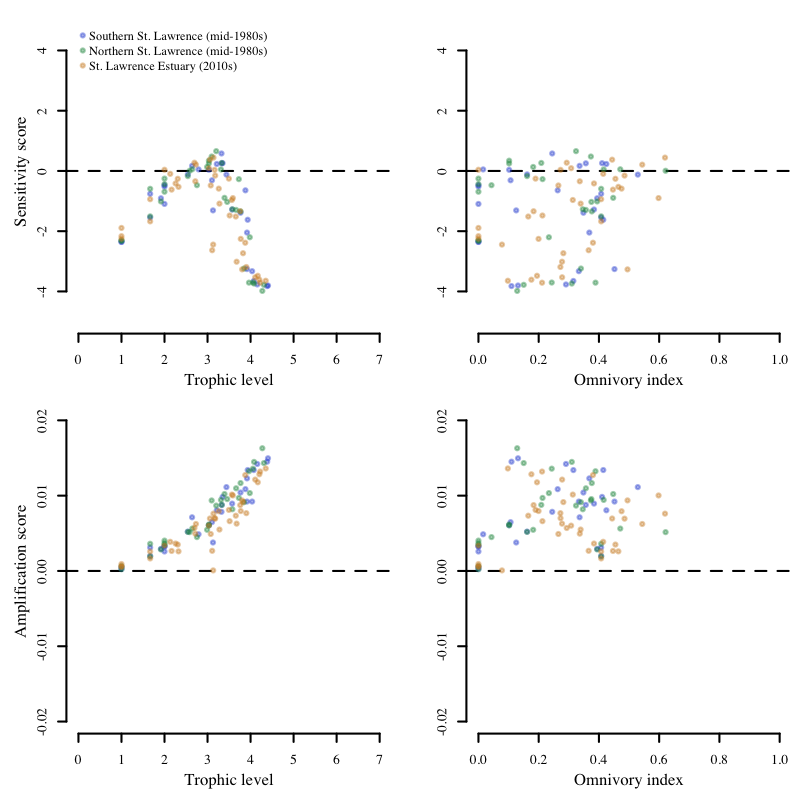 Southern St. Lawrence (mid-1980s)
Northern St. Lawrence (mid-1980s)
St. Lawrence Estuary (2010s)
Sensitivity score
4
2
0
-2
-4
0 1 2 3 4 5 6 7
Trophic level
4
2
0
-2
-4
0.0 0.2 0.4 0.6 0.8 1.0
Omnivory index
Amplification score
0.02
0.01
0.00
-0.01
-0.02
0 1 2 3 4 5 6 7
Trophic level
0.02
0.01
0.00
-0.01
-0.02
0.0 0.2 0.4 0.6 0.8 1.0
Omnivory index